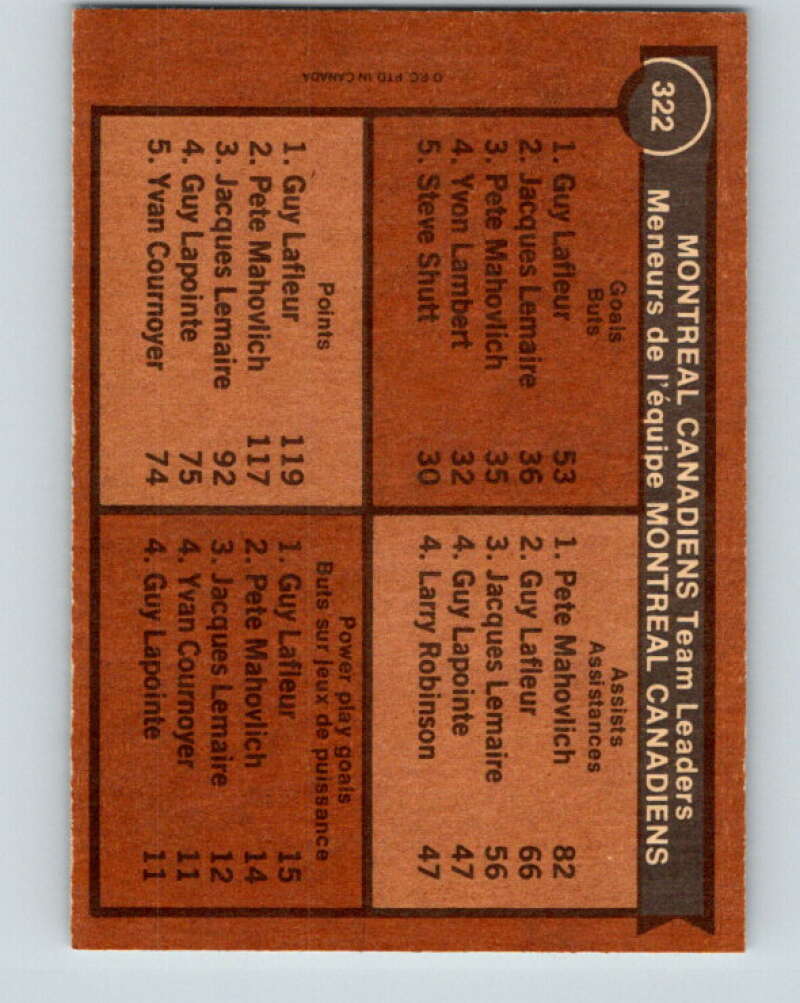 322
MONTREAL CANADIENS Team Leaders
Meneurs de l'équipe MONTREAL CANADIENS
Goals
Buts
1. Guy Lafleur 53
2. Jacques Lemaire 36
3. Pete Mahovlich 35
4. Yvon Lambert 32
5. Steve Shutt 30
Assists
Assistances
1. Pete Mahovlich 82
2. Guy Lafleur 66
3. Jacques Lemaire 56
4. Guy Lapointe 47
4. Larry Robinson 47
Points
1. Guy Lafleur 119
2. Pete Mahovlich 117
3. Jacques Lemaire 92
4. Guy Lapointe 75
5. Yvan Cournoyer 74
Power play goals
Buts sur jeux de puissance
1. Guy Lafleur 15
2. Pete Mahovlich 14
3. Jacques Lemaire 12
4. Yvan Cournoyer 11
4. Guy Lapointe 11
O.P.C. PTD IN CANADA